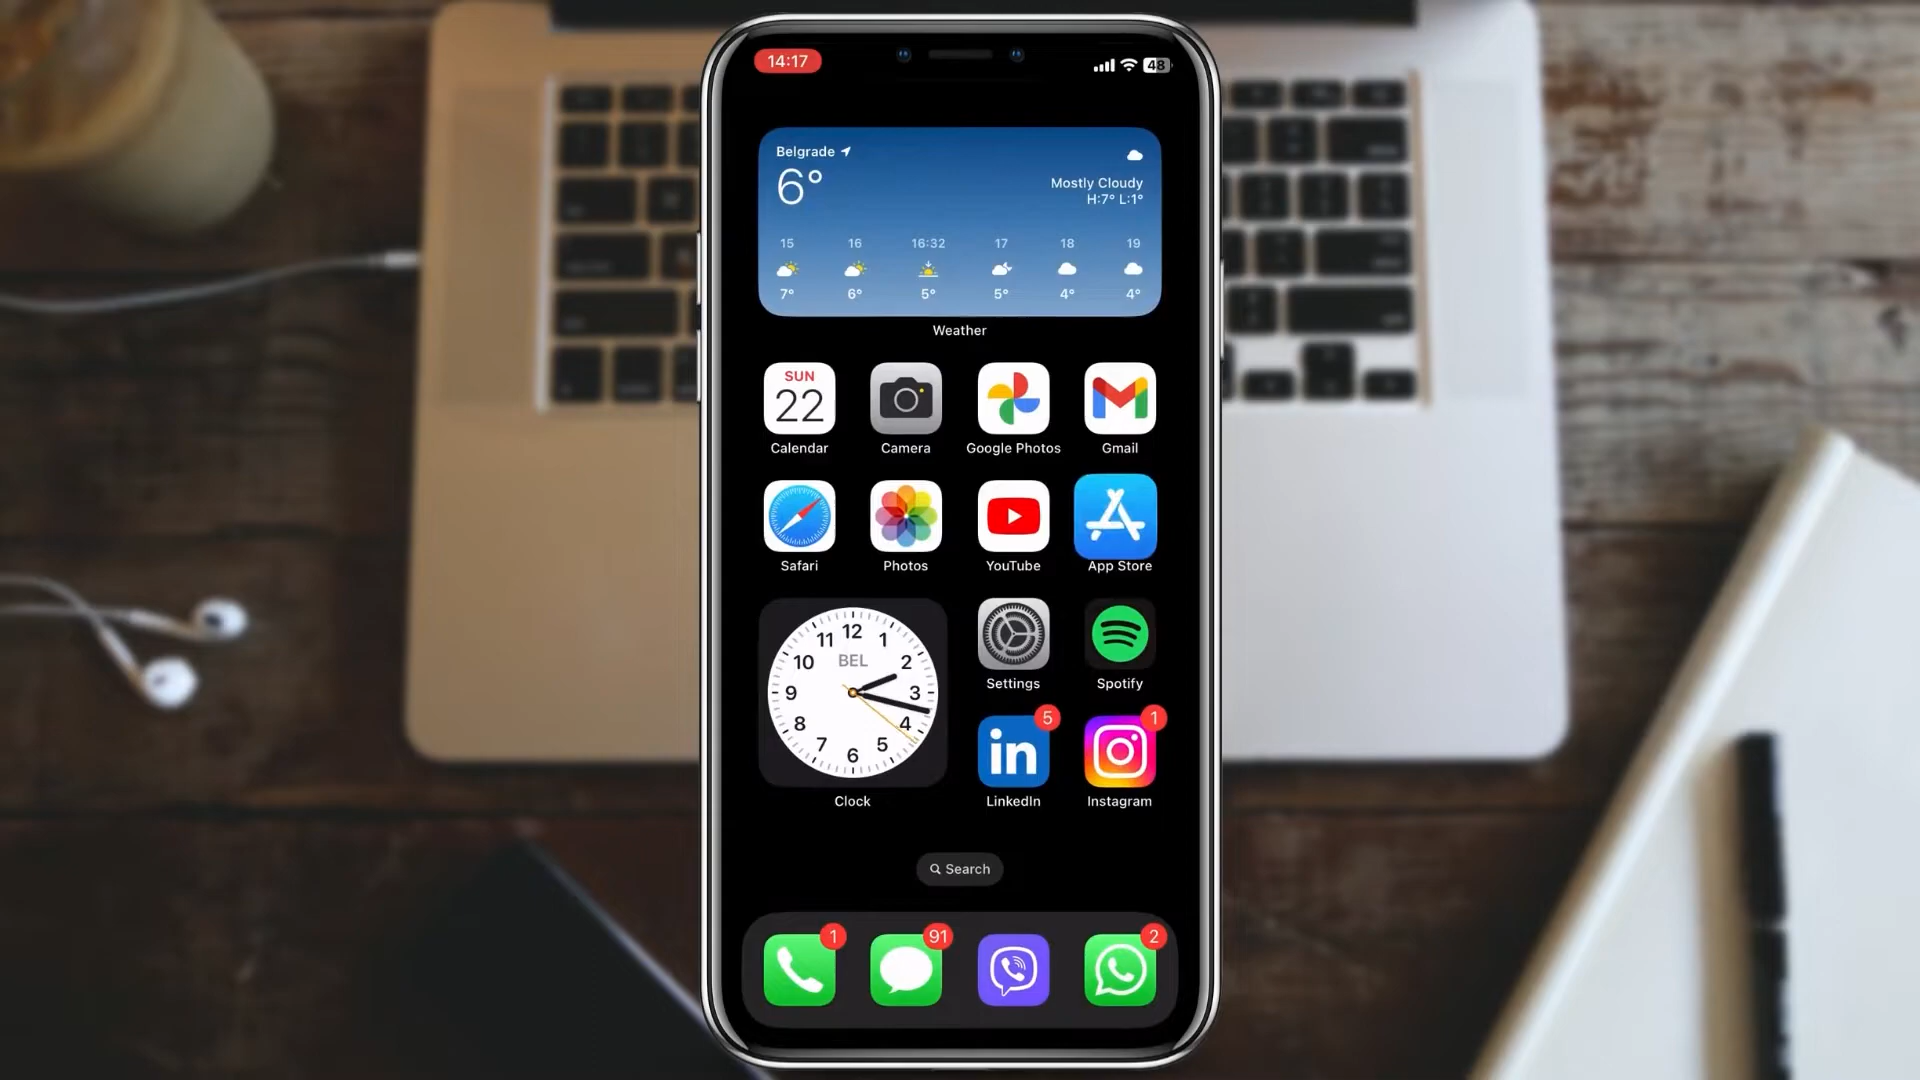 14:17
48
Belgrade
6°
Mostly Cloudy
H:7° L:1°
15 16 16:32 17 18 19
7° 6° 5° 5° 4° 4°
Weather
SUN
22
Calendar Camera Google Photos Gmail
Safari Photos YouTube App Store
12
11 1
BEL
10 2
9 3
8 4
7 5
6
Clock
Settings Spotify
5 1
in
LinkedIn Instagram
Search
1 91 2